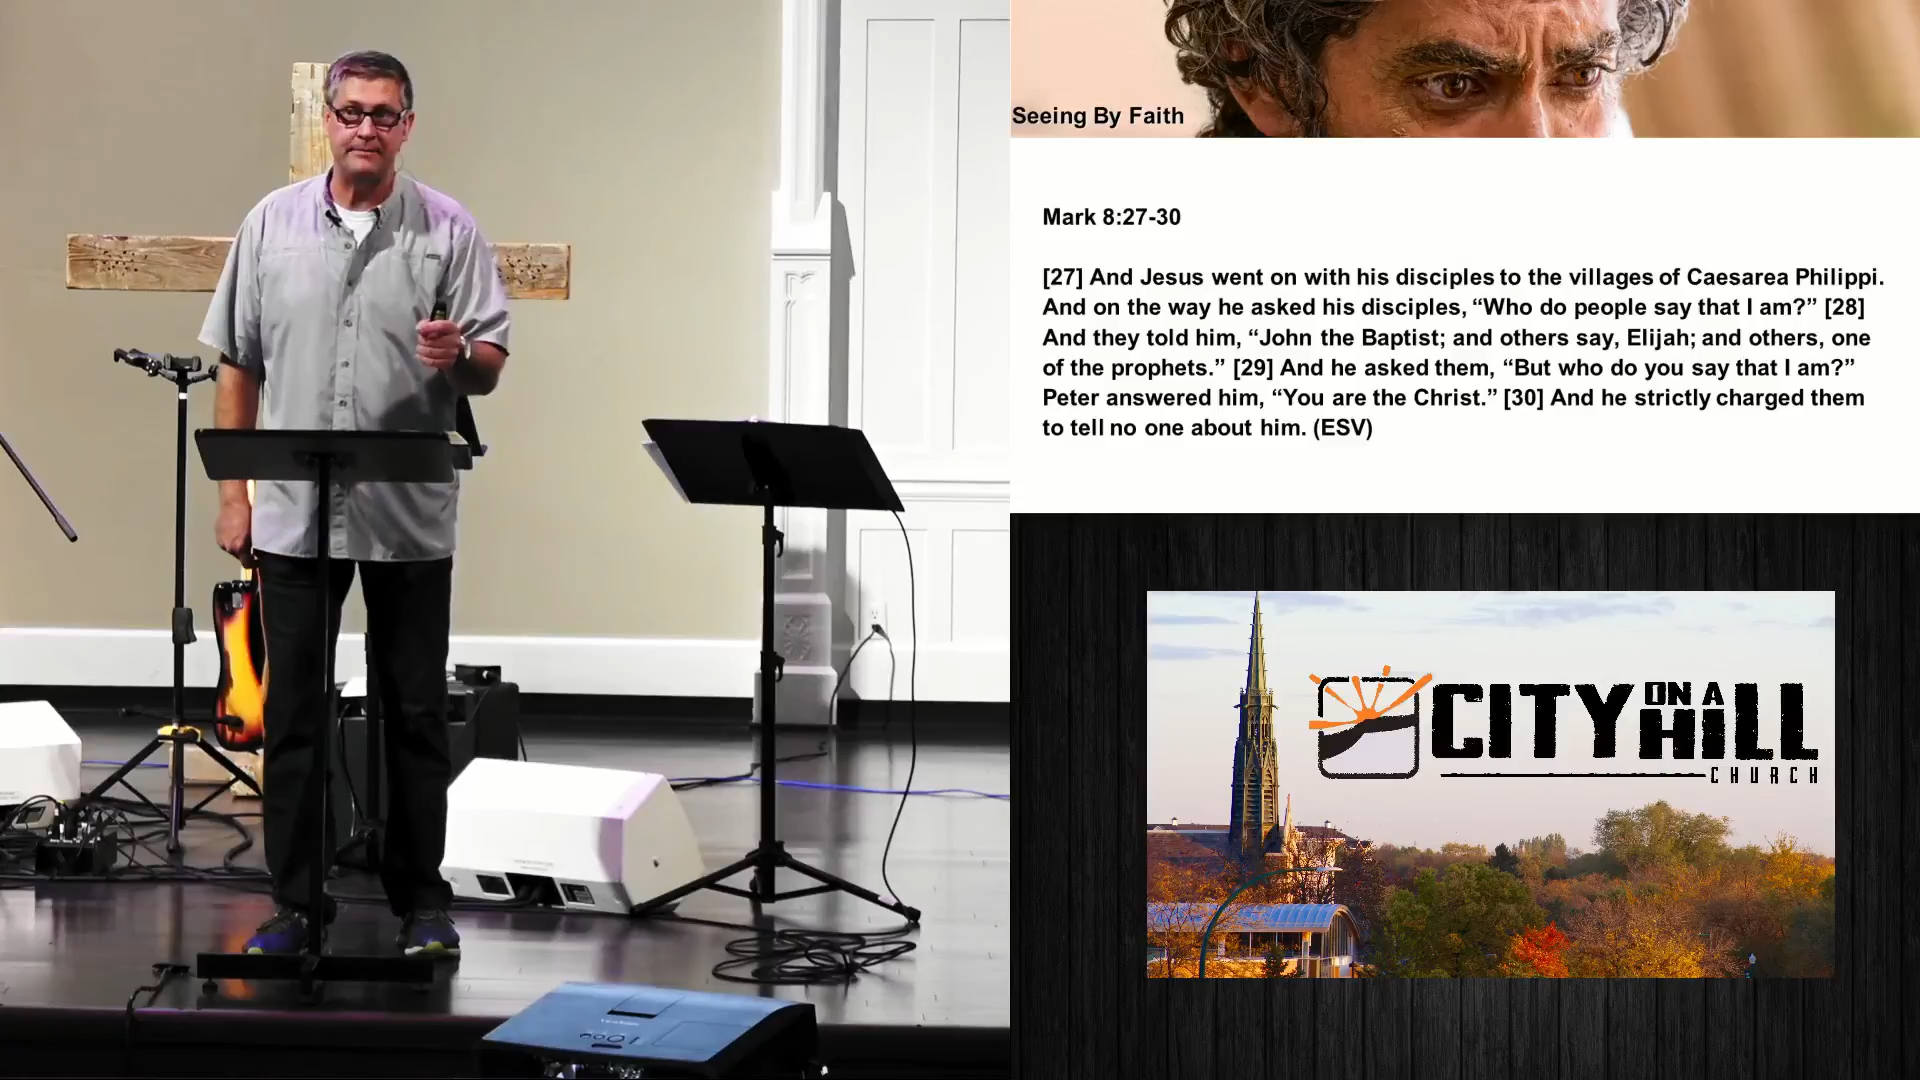 Seeing By Faith
Mark 8:27-30
[27] And Jesus went on with his disciples to the villages of Caesarea Philippi.
And on the way he asked his disciples, “Who do people say that I am?” [28]
And they told him, “John the Baptist; and others say, Elijah; and others, one
of the prophets.” [29] And he asked them, “But who do you say that I am?”
Peter answered him, “You are the Christ.” [30] And he strictly charged them
to tell no one about him. (ESV)
CITY ON A HILL
CHURCH